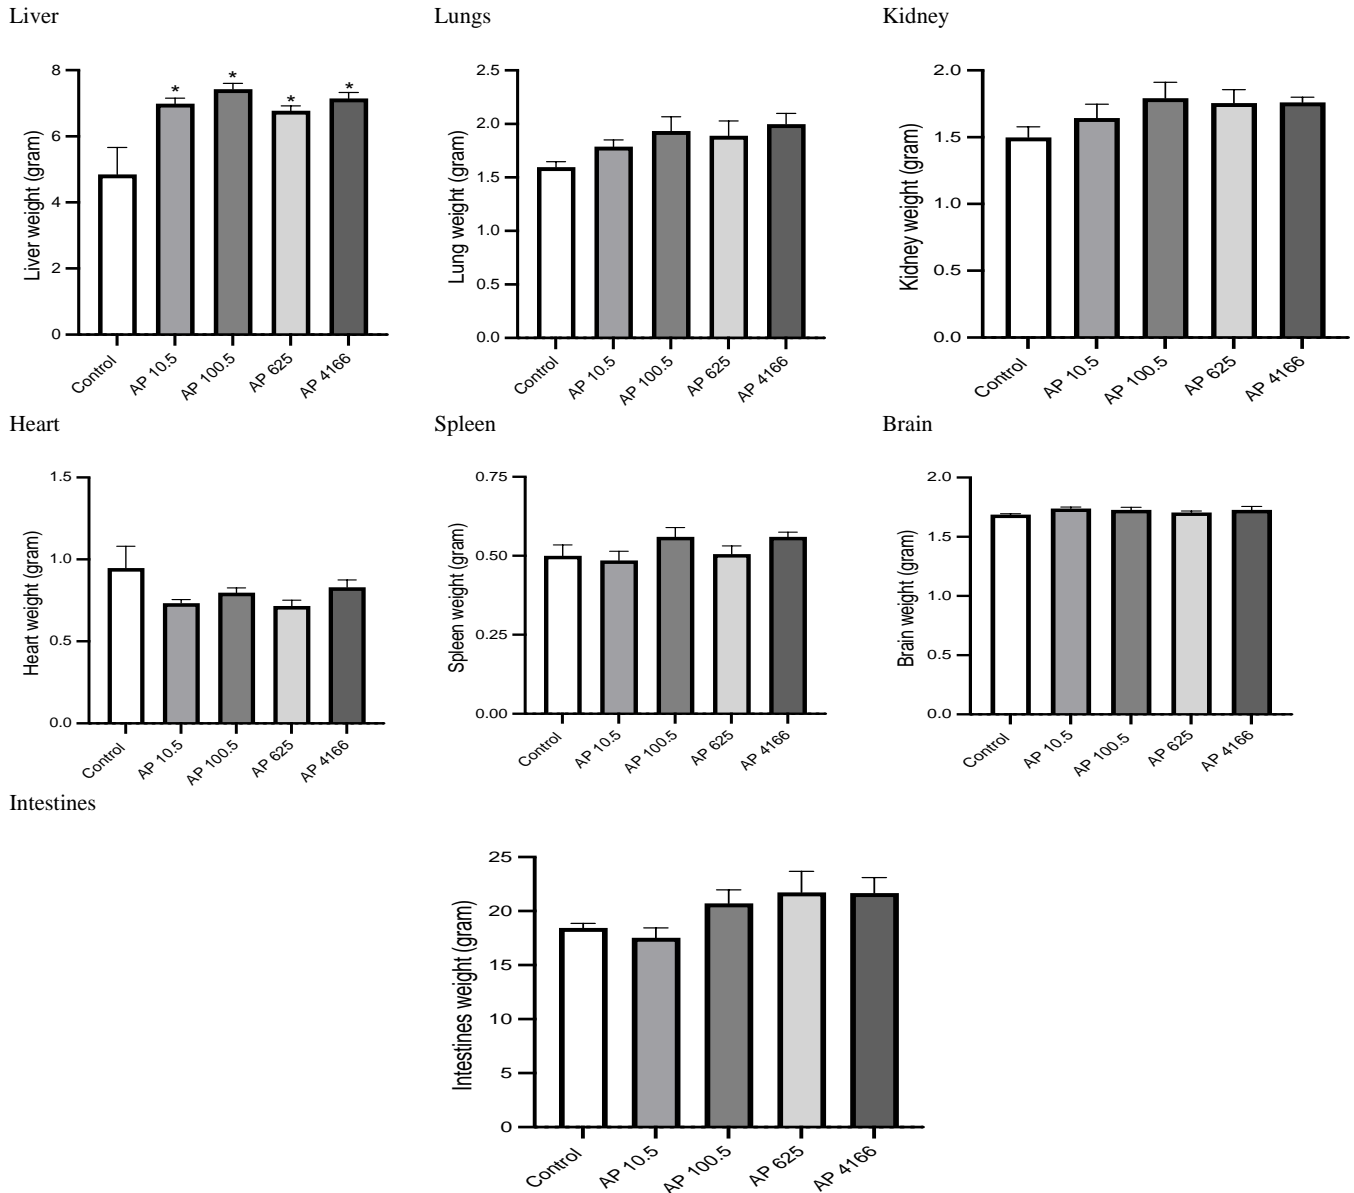 Liver
Lungs
Kidney
8
6
4
2
0
Liver weight (gram)
*
*
*
*
Control
AP 10.5
AP 100.5
AP 625
AP 4166
2.5
2.0
1.5
1.0
0.5
0.0
Lung weight (gram)
Control
AP 10.5
AP 100.5
AP 625
AP 4166
2.0
1.5
1.0
0.5
0.0
Kidney weight (gram)
Control
AP 10.5
AP 100.5
AP 625
AP 4166
Heart
Spleen
Brain
1.5
1.0
0.5
0.0
Heart weight (gram)
Control
AP 10.5
AP 100.5
AP 625
AP 4166
0.75
0.50
0.25
0.00
Spleen weight (gram)
Control
AP 10.5
AP 100.5
AP 625
AP 4166
2.0
1.5
1.0
0.5
0.0
Brain weight (gram)
Control
AP 10.5
AP 100.5
AP 625
AP 4166
Intestines
25
20
15
10
5
0
Intestines weight (gram)
Control
AP 10.5
AP 100.5
AP 625
AP 4166